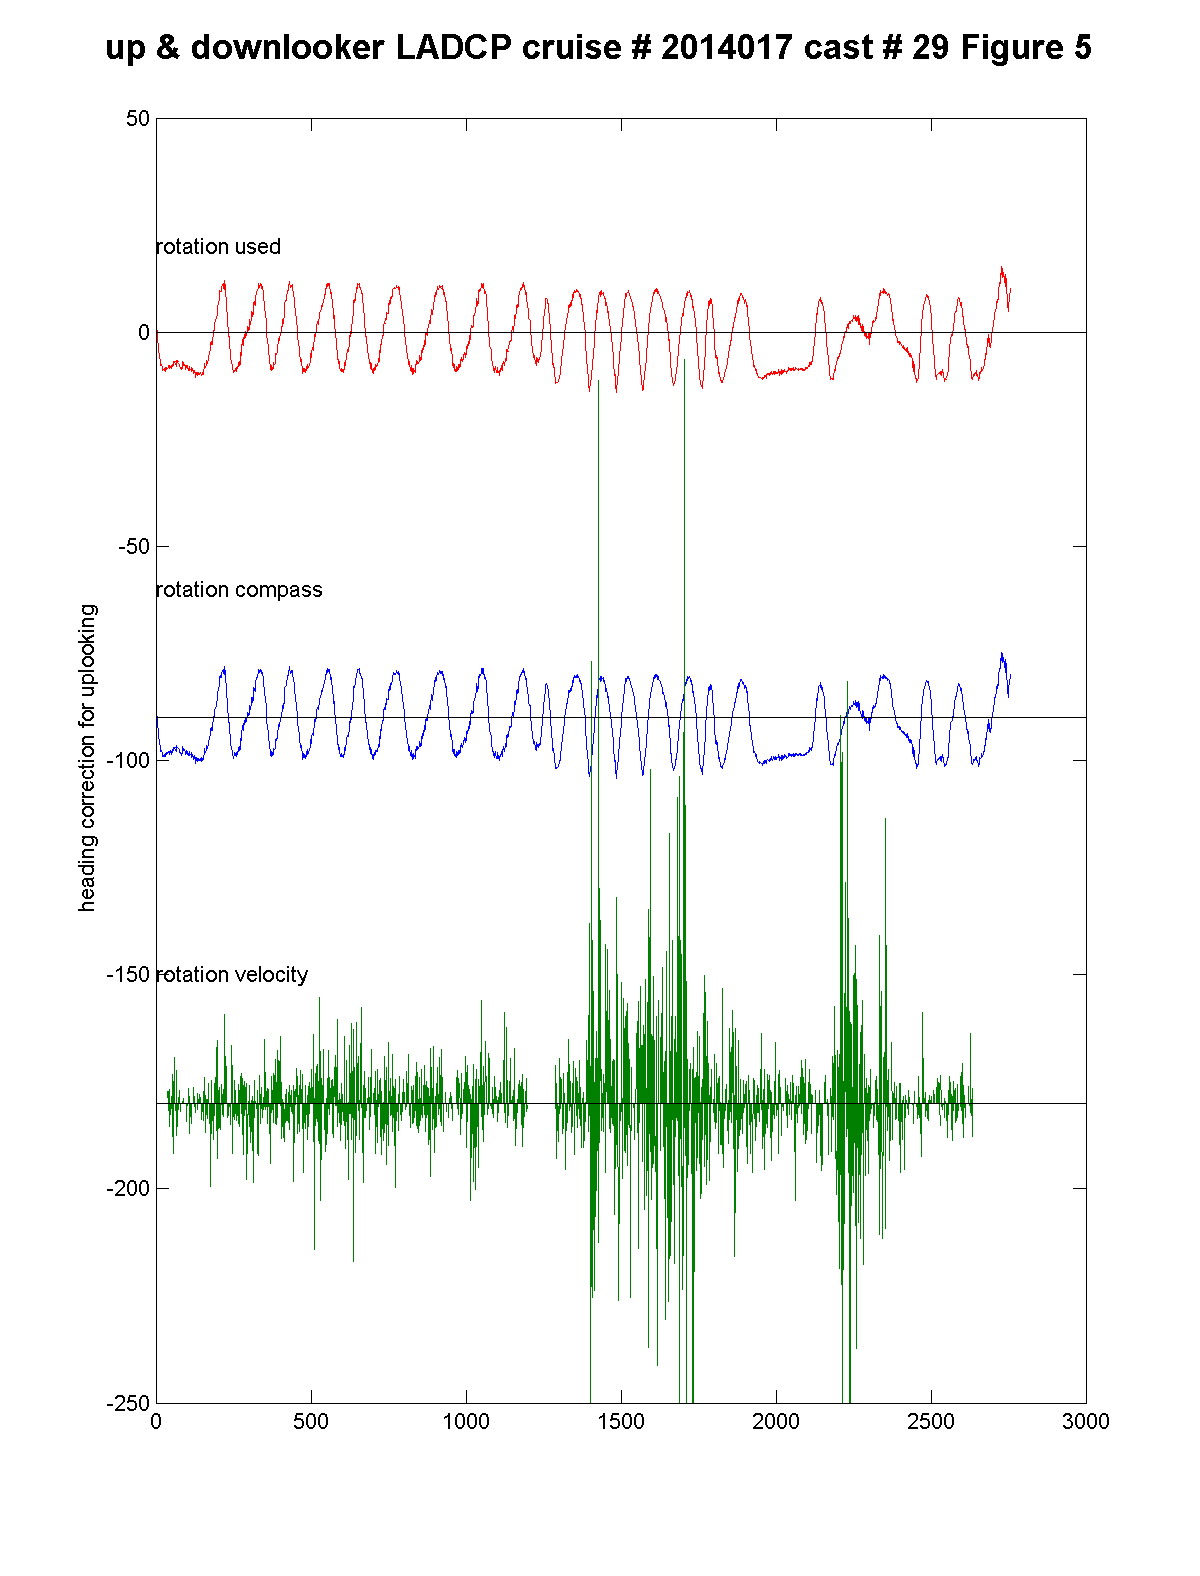 up & downlooker LADCP cruise # 2014017 cast # 29 Figure 5
50
rotation used
0
-50
rotation compass
heading correction for uplooking
-100
-150
rotation velocity
-200
-250
0 500 1000 1500 2000 2500 3000